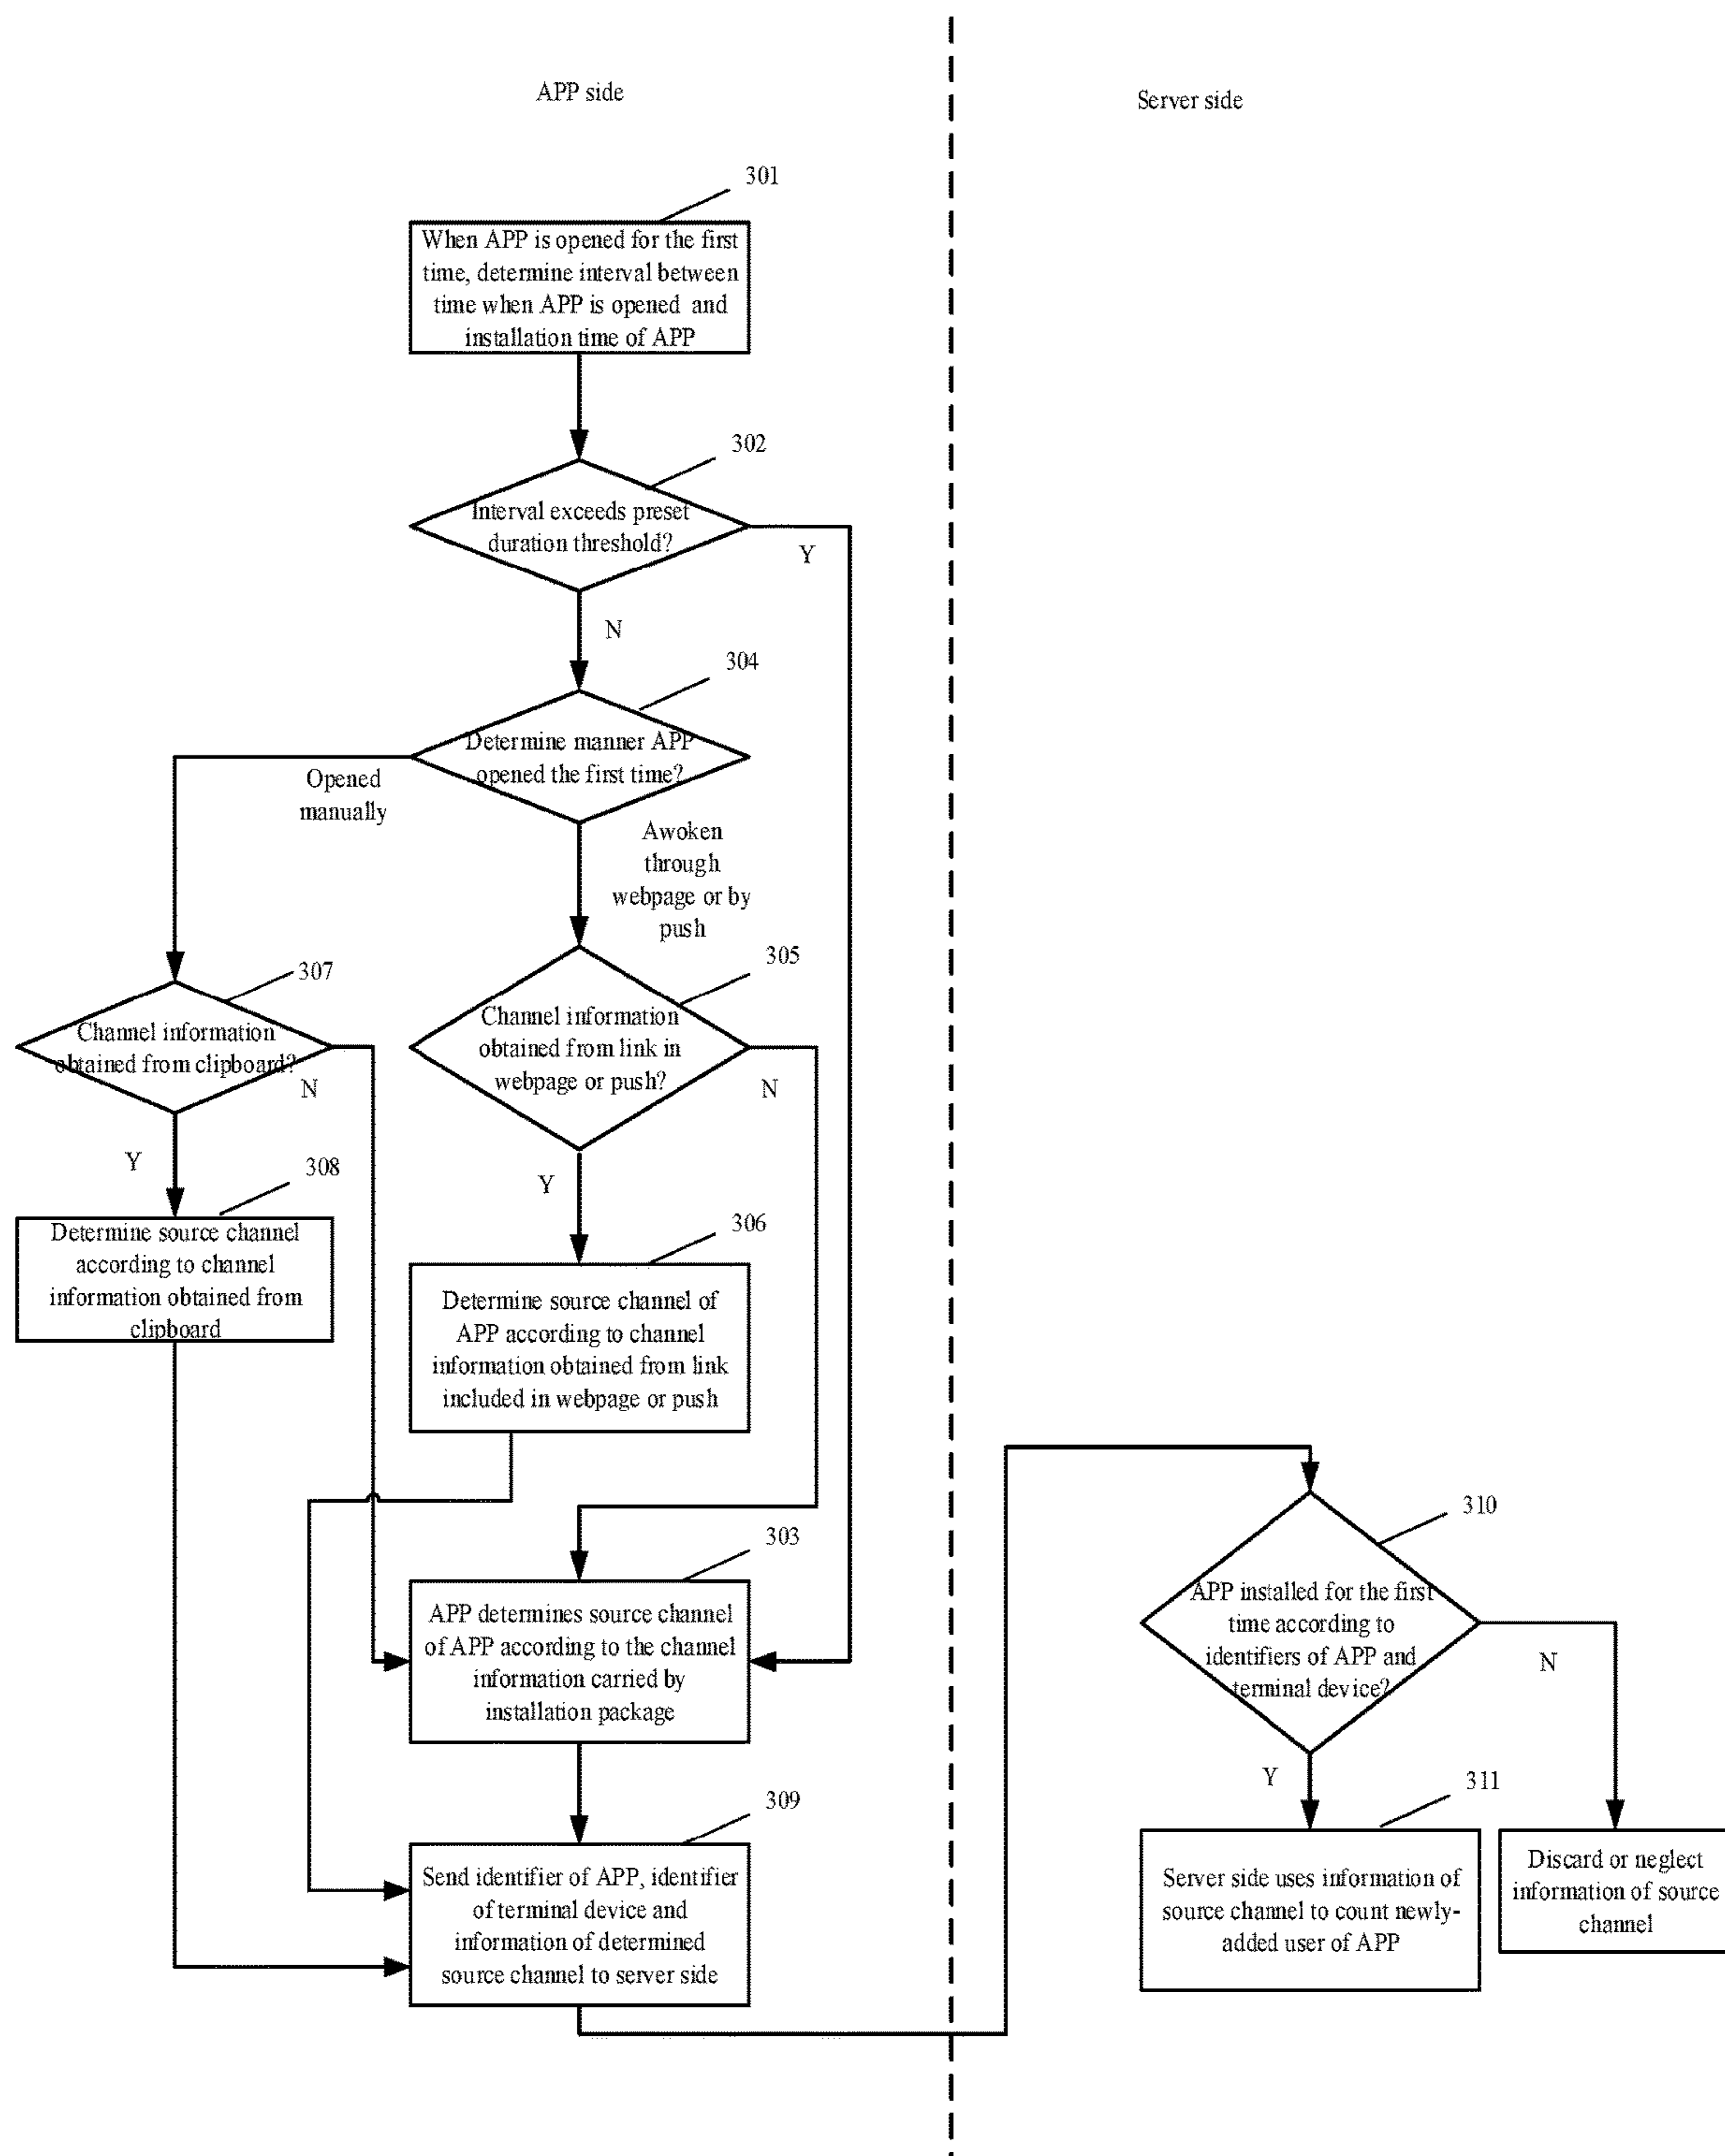 APP side
Server side
301
When APP is opened for the first
time, determine interval between
time when APP is opened and
installation time of APP
302
Interval exceeds preset
duration threshold?
Y
N
304
Determine manner APP
opened the first time?
Opened
manually
Awoken
through
webpage or by
push
307
Channel information
obtained from clipboard?
N
Y
305
Channel information
obtained from link in
webpage or push?
N
Y
308
Determine source channel
according to channel
information obtained from
clipboard
306
Determine source channel of
APP according to channel
information obtained from link
included in webpage or push
303
APP determines source channel
of APP according to the channel
information carried by
installation package
309
Send identifier of APP, identifier
of terminal device and
information of determined
source channel to server side
310
APP installed for the first
time according to
identifiers of APP and
terminal device?
N
Y
311
Server side uses information of
source channel to count newly-
added user of APP
Discard or neglect
information of source
channel